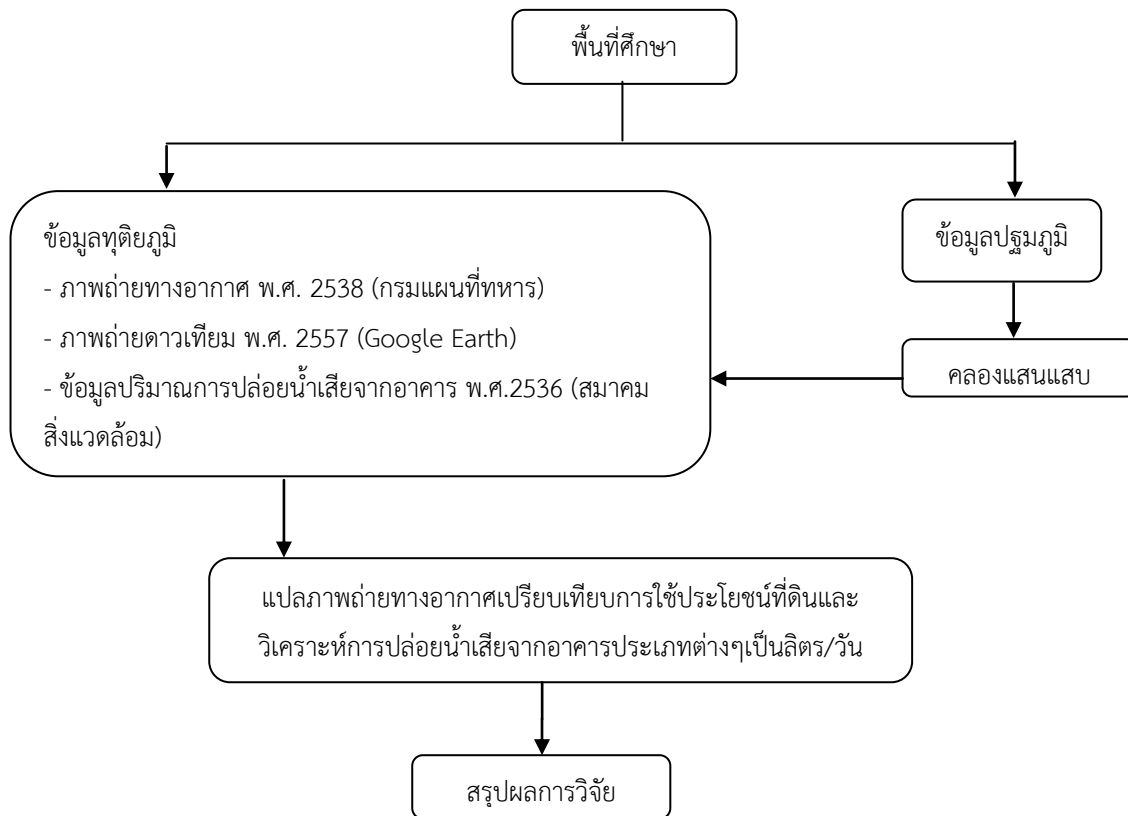 พื้นที่ศึกษา
ข้อมูลทุติยภูมิ
- ภาพถ่ายทางอากาศ พ.ศ. 2538 (กรมแผนที่ทหาร)
- ภาพถ่ายดาวเทียม พ.ศ. 2557 (Google Earth)
- ข้อมูลปริมาณการปล่อยน้ำเสียจากอาคาร พ.ศ.2536 (สมาคม
สิ่งแวดล้อม)
ข้อมูลปฐมภูมิ
คลองแสนแสบ
แปลภาพถ่ายทางอากาศเปรียบเทียบการใช้ประโยชน์ที่ดินและ
วิเคราะห์การปล่อยน้ำเสียจากอาคารประเภทต่างๆเป็นลิตร/วัน
สรุปผลการวิจัย